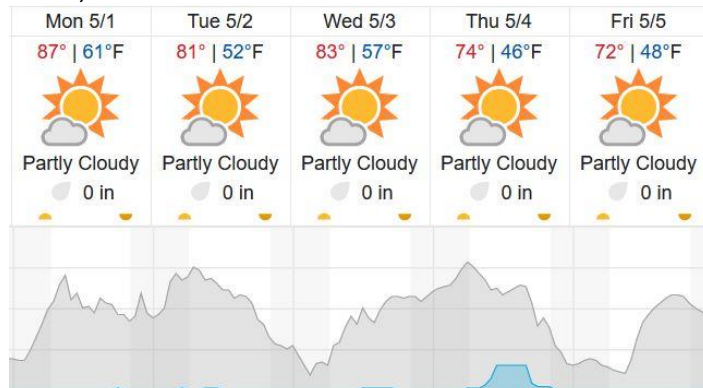 Mon 5/1 Tue 5/2 Wed 5/3 Thu 5/4 Fri 5/5
87° | 61°F 81° | 52°F 83° | 57°F 74° | 46°F 72° | 48°F
Partly Cloudy Partly Cloudy Partly Cloudy Partly Cloudy Partly Cloudy
0 in 0 in 0 in 0 in 0 in